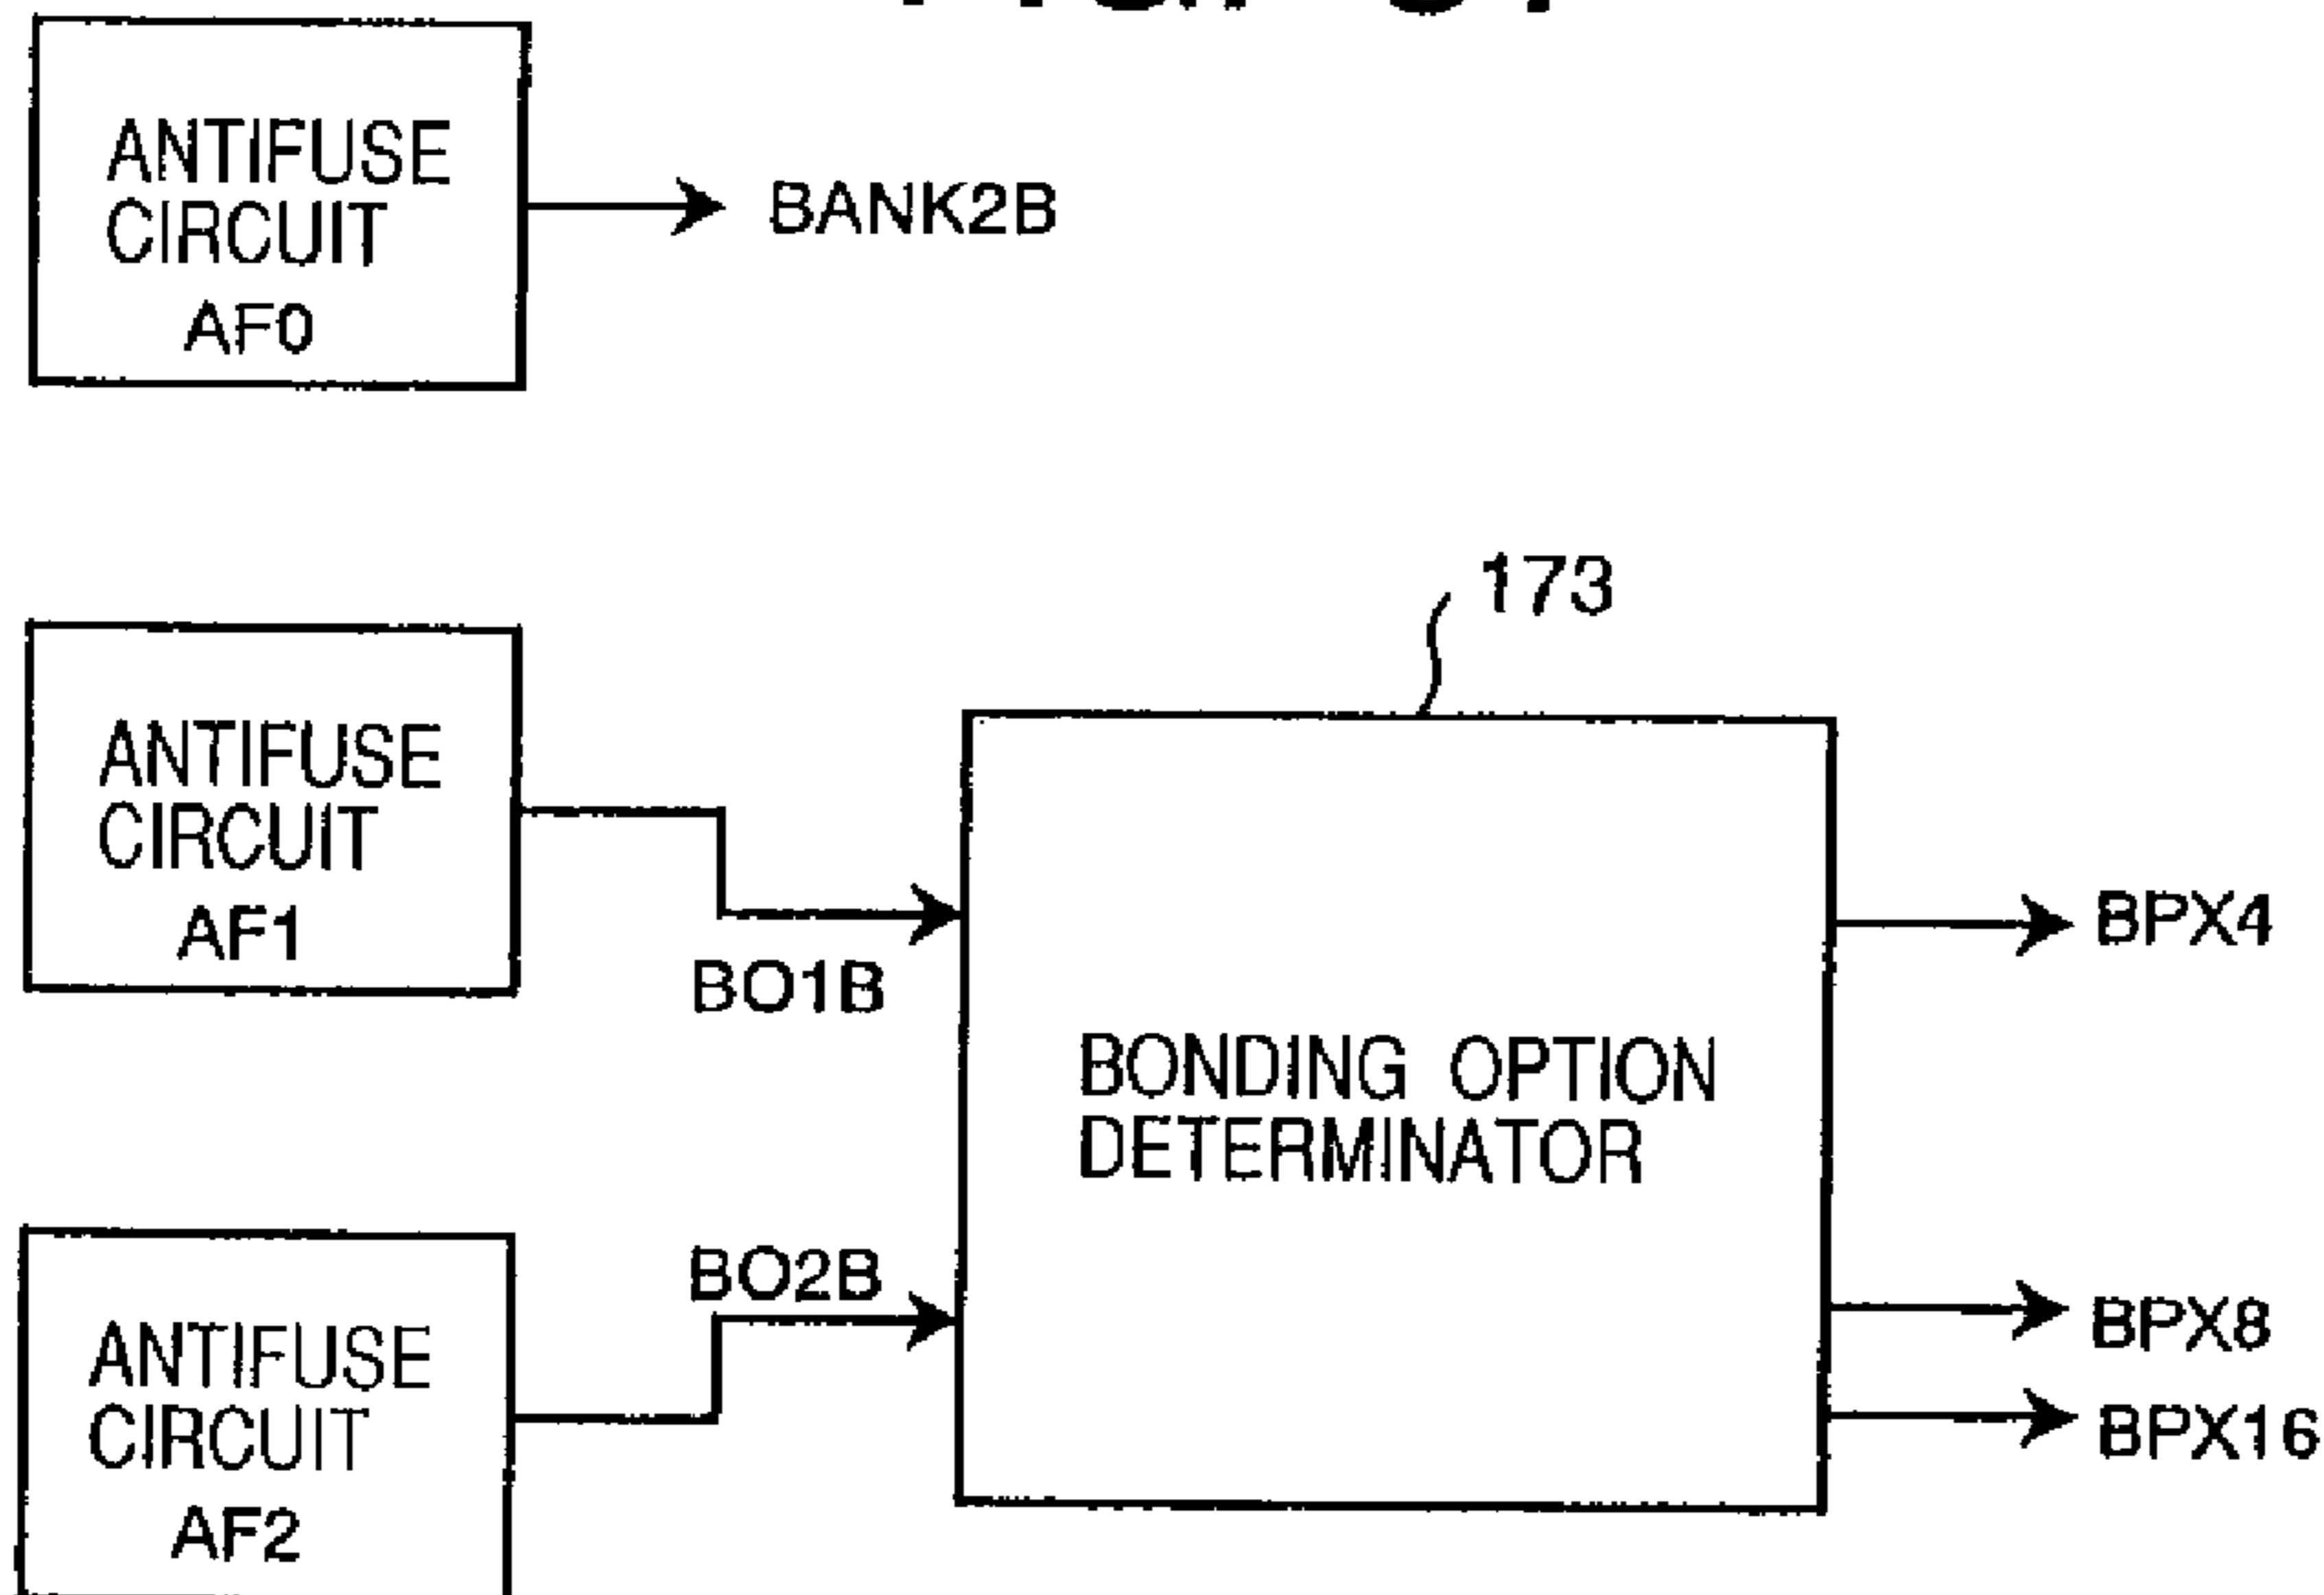 ANTIFUSE
CIRCUIT
AF0
BANK2B
173
ANTIFUSE
CIRCUIT
AF1
BO1B
BPX4
BONDING OPTION
DETERMINATOR
BO2B
ANTIFUSE
CIRCUIT
AF2
BPX8
BPX16